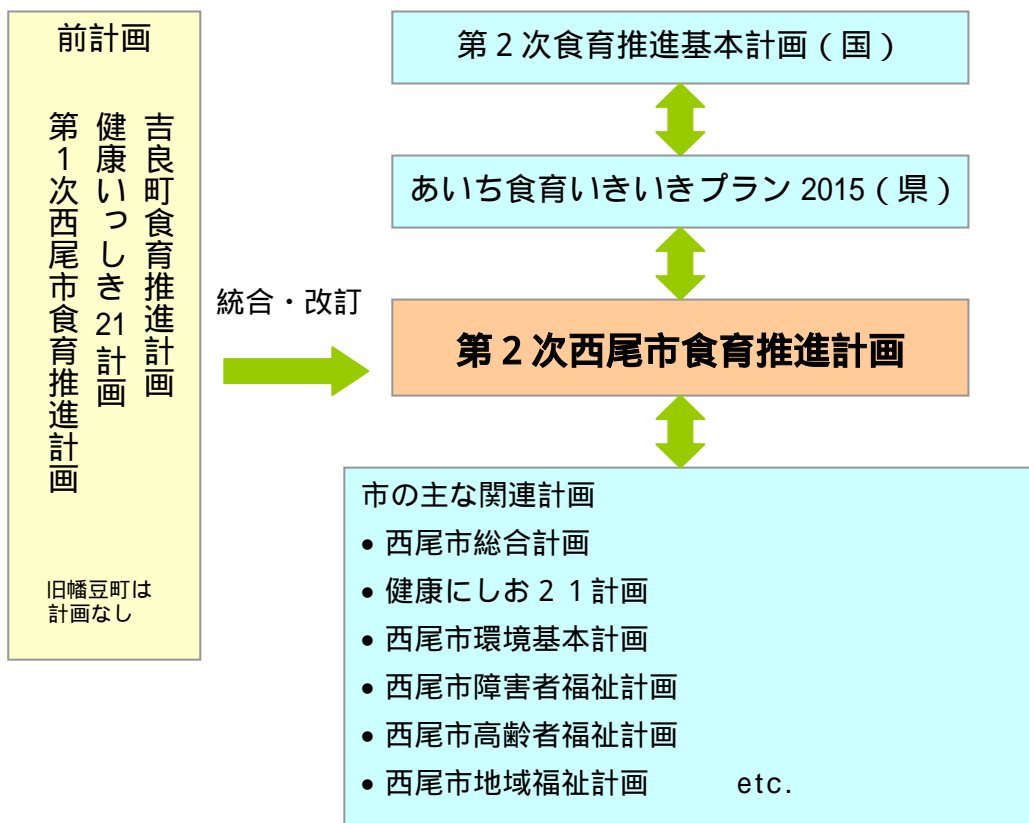 前計画
吉良町食育推進計画
健康いっしき21計画
第1次西尾市食育推進計画
旧幡豆町は
計画なし
統合・改訂
第2次食育推進基本計画(国)
あいち食育いきいきプラン 2015(県)
第2次西尾市食育推進計画
市の主な関連計画
• 西尾市総合計画
• 健康にしお21計画
• 西尾市環境基本計画
• 西尾市障害者福祉計画
• 西尾市高齢者福祉計画
• 西尾市地域福祉計画 etc.